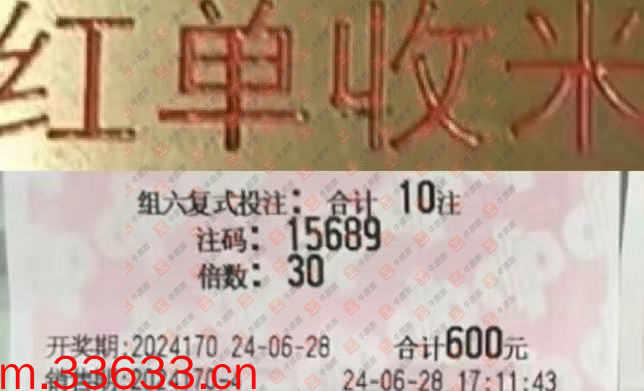 红单收米
组六复式投注：合计 10注
注码：15689
倍数：30
开奖期:2024170 24-06-28 合计600元
m.33633.cn
24-06-28 17:11:43